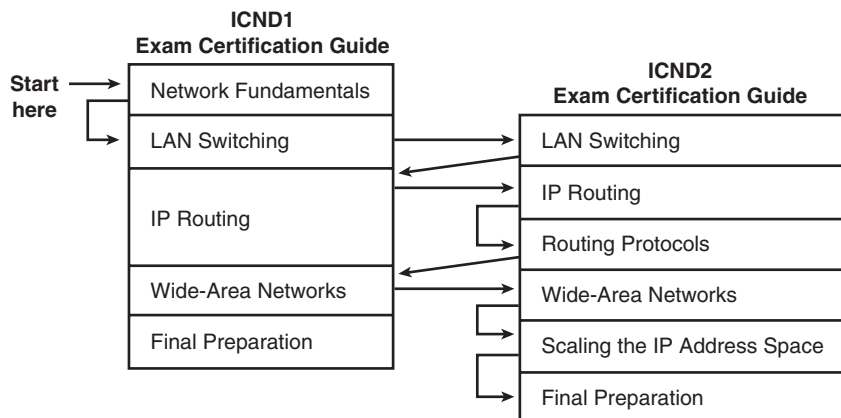 ICND1
Exam Certification Guide
Start
here
Network Fundamentals
LAN Switching
IP Routing
Wide-Area Networks
Final Preparation
ICND2
Exam Certification Guide
LAN Switching
IP Routing
Routing Protocols
Wide-Area Networks
Scaling the IP Address Space
Final Preparation